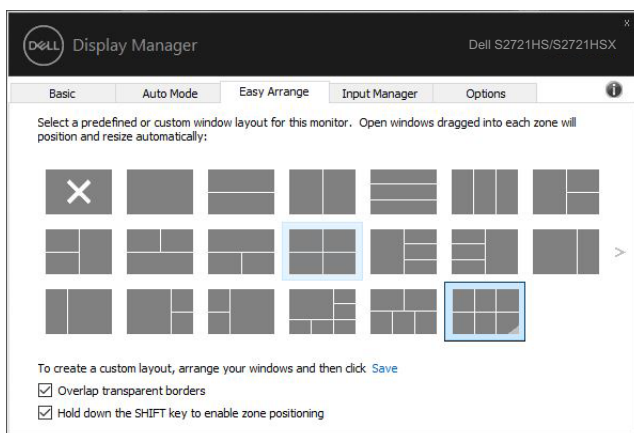 x
DELL Display Manager Dell S2721HS/S2721HSX
Basic Auto Mode Easy Arrange Input Manager Options i
Select a predefined or custom window layout for this monitor. Open windows dragged into each zone will
position and resize automatically:
>
To create a custom layout, arrange your windows and then click Save
Overlap transparent borders
Hold down the SHIFT key to enable zone positioning